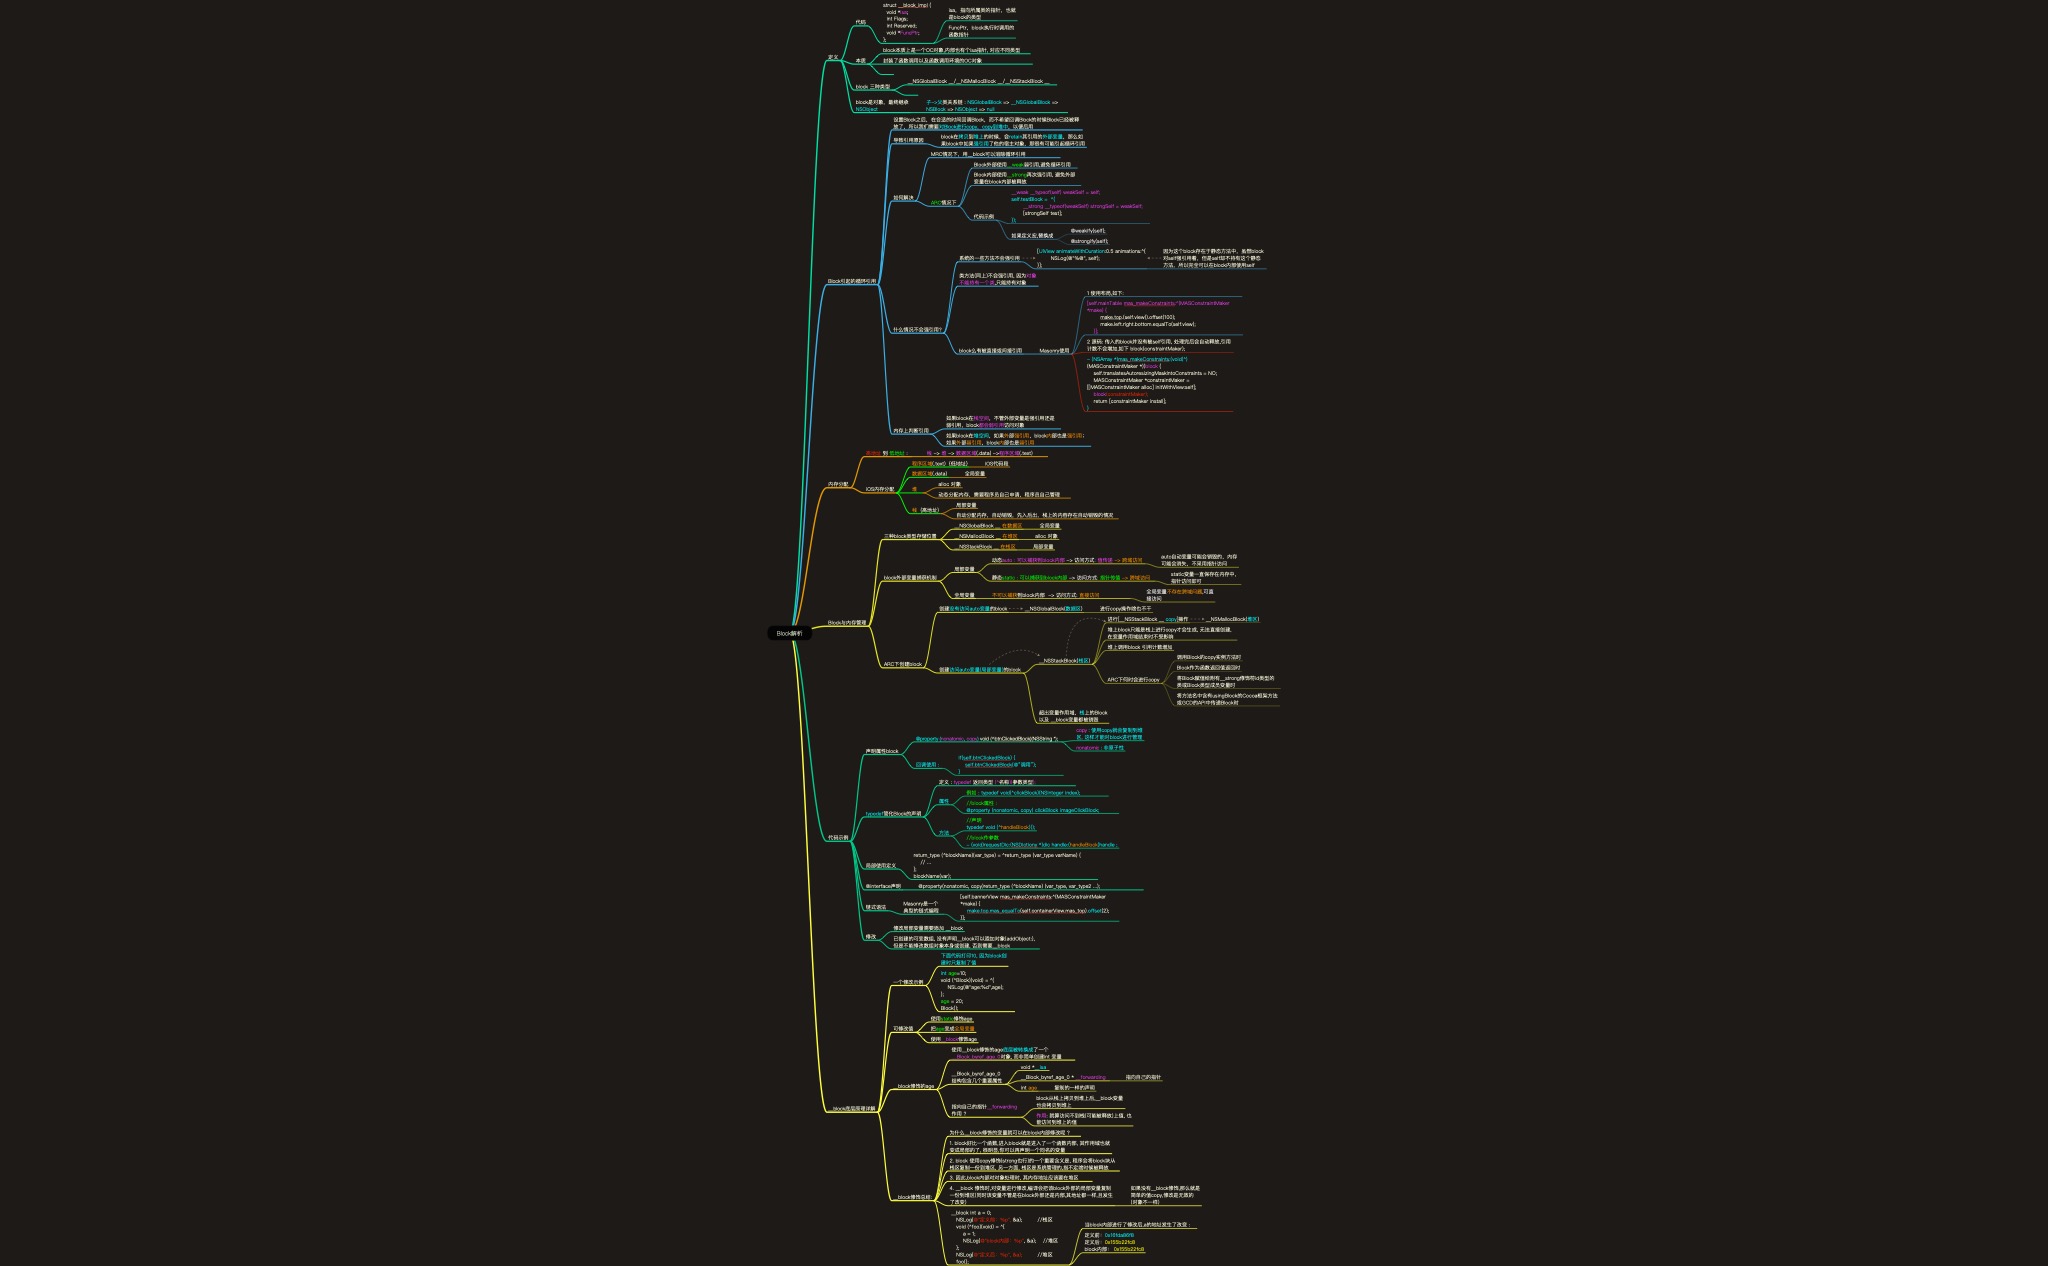 Block解析
定义
代码
struct __block_impl {
void *isa;
int Flags;
int Reserved;
void *FuncPtr;
};
isa，指向所属类的指针，也就
是block的类型
FuncPtr，block执行时调用的
函数指针
本质
block本质上是一个OC对象,内部也有个isa指针, 对应不同类型
封装了函数调用以及函数调用环境的OC对象
block 三种类型
__NSGlobalBlock __/__NSMallocBlock __/__NSStackBlock __
block是对象，最终继承
NSObject
子->父类关系链：NSGlobalBlock => __NSGlobalBlock =>
NSBlock => NSObject => null
Block引起的循环引用
设置Block之后，在合适的时间回调Block，而不希望回调Block的时候Block已经被释
放了，所以我们需要对Block进行copy，copy到堆中，以便后用
导致引用原因
block在拷贝到堆上的时候，会retain其引用的外部变量，那么如
果block中如果强引用了他的宿主对象，那很有可能引起循环引用
如何解决
MRC情况下，用__block可以消除循环引用
ARC情况下
Block外部使用__weak弱引用,避免循环引用
Block内部使用__strong再次强引用, 避免外部
变量在block内部被释放
代码示例
__weak __typeof(self) weakSelf = self;
self.testBlock =  ^{
__strong __typeof(weakSelf) strongSelf = weakSelf;
[strongSelf test];
});
如果定义宏,替换成
@weakify(self);
@strongify(self);
什么情况不会强引用?
系统的一些方法不会强引用
[UIView animateWithDuration:0.5 animations:^{
NSLog(@"%@", self);
}];
因为这个block存在于静态方法中，虽然block
对self强引用着，但是self却不持有这个静态
方法，所以完全可以在block内部使用self
类方法(同上)不会强引用, 因为对象
不能持有一个类,只能持有对象
block么有被直接或间接引用
Masonry使用
1 使用布局,如下:
[self.mainTable mas_makeConstraints:^(MASConstraintMaker
*make) {
make.top.(self.view).offset(100);
make.left.right.bottom.equalTo(self.view);
}];
2 源码: 传入的block并没有被self引用, 处理完后会自动释放,引用
计数不会增加,如下 block(constraintMaker);
- (NSArray *)mas_makeConstraints:(void(^)
(MASConstraintMaker *))block {
self.translatesAutoresizingMaskIntoConstraints = NO;
MASConstraintMaker *constraintMaker =
[[MASConstraintMaker alloc] initWithView:self];
block(constraintMaker);
return [constraintMaker install];
}
内存上判断引用
如果block在栈空间，不管外部变量是强引用还是
弱引用，block都会弱引用访问对象
如果block在堆空间，如果外部强引用，block内部也是强引用；
如果外部弱引用，block内部也是弱引用
内存分配
高地址 到 低地址：
栈 -> 堆 -> 数据区域(.data) ->程序区域(.text)
iOS内存分配
程序区域(.text)（低地址）
iOS代码段
数据区域(.data)
全局变量
堆
alloc 对象
动态分配内存，需要程序员自己申请，程序员自己管理
栈（高地址）
局部变量
自动分配内存，自动销毁，先入后出，栈上的内容存在自动销毁的情况
Block与内存管理
三种block类型存储位置
__NSGlobalBlock __ 在数据区
全局变量
__NSMallocBlock __ 在堆区
alloc 对象
__NSStackBlock __ 在栈区
局部变量
block外部变量捕获机制
局部变量
动态auto：可以捕获到block内部 -> 访问方式: 值传递 -> 跨域访问
auto自动变量可能会销毁的，内存
可能会消失，不采用指针访问
静态static：可以捕获到block内部 -> 访问方式: 指针传递 -> 跨域访问
static变量一直保存在内存中，
指针访问即可
全局变量
不可以捕获到block内部 -> 访问方式: 直接访问
全局变量不存在跨域问题,可直
接访问
ARC下创建block
创建没有访问auto变量的block - - - > __NSGlobalBlock(数据区)
进行copy操作啥也不干
创建访问auto变量(局部变量)的block
__NSStackBlock(栈区)
进行[__NSStackBlock __ copy]操作 - - - > __NSMallocBlock(堆区)
堆上block只能是栈上进行copy才会生成, 无法直接创建,
在变量作用域结束时不受影响
堆上调用block 引用计数增加
ARC下何时会进行copy
调用Block的copy实例方法时
Block作为函数返回值返回时
将Block赋值给附有__strong修饰符id类型的
类或Block类型成员变量时
将方法名中含有usingBlock的Cocoa框架方法
或GCD的API中传递Block时
超出变量作用域，栈上的Block
以及 __block变量都被销毁
代码示例
声明属性block
@property (nonatomic, copy) void (^btnClickedBlock)(NSString *);
copy：使用copy就会复制到堆
区, 这样才能对block进行管理
nonatomic：非原子性
回调使用：
if(self.btnClickedBlock) {
self.btnClickedBlock(@"调用");
}
typedef简化Block的声明
定义：typedef 返回类型 (^名称)(参数类型);
属性
例如：typedef void(^clickBlock)(NSInteger index);
//block属性：
@property (nonatomic, copy) clickBlock imageClickBlock;
方法
//声明
typedef void (^handleBlock)();
//block作参数
- (void)requestDic:(NSDictiony *)dic handle:(handleBlock)handle ;
局部使用定义
return_type (^blockName)(var_type) = ^return_type (var_type varName) {
// ...
};
blockName(var);
@interface声明
@property(nonatomic, copy)return_type (^blockName) (var_type, var_type2 ...);
链式语法
Masonry是一个
典型的链式编程
[self.bannerView mas_makeConstraints:^(MASConstraintMaker
*make) {
make.top.mas_equalTo(self.containerView.mas_top).offset(2);
}];
修改
修改局部变量需要添加 __block
已创建的可变数组, 没有声明__block可以添加对象(addObject:),
但是不能修改数组对象本身或创建, 否则需要__block
__block底层原理详解
一个修改示例
下面代码打印10, 因为block创
建时只复制了值
int age=10;
void (^Block)(void) = ^{
NSLog(@"age:%d",age);
};
age = 20;
Block();
可修改值
使用static修饰age
把age变成全局变量
使用__block修饰age
__block修饰的age
使用__block修饰的age底层被转换成了一个
__Block_byref_age_0对象, 而非简单创建int 变量
__Block_byref_age_0
结构包含几个重要属性
void *__isa
__Block_byref_age_0 *__forwarding
指向自己的指针
int age
复制的一样的声明
指向自己的指针__forwarding
作用？
block从栈上拷贝到堆上后,__block变量
也会拷贝到堆上
作用: 就算访问不到栈(可能被释放)上值, 也
能访问到堆上的值
__block修饰总结:
为什么__block修饰的变量就可以在block内部修改呢？
1. block好比一个函数,进入block就是进入了一个函数内部, 其作用域也就
变成局部的了; 很明显,你可以再声明一个同名的变量
2. block 使用copy修饰(strong也行)的一个重要含义是, 程序会将block块从
栈区复制一份到堆区, 另一方面, 栈区是系统管理的,指不定啥时候被释放
3. 因此,block内部对对象处理时, 其内存地址应该要在堆区
4. __block 修饰时,对变量进行修改,编译会把该block外部的局部变量复制
一份到堆区(同时该变量不管是在block外部还是内部,其地址都一样,且发生
了改变)
如果没有__block修饰,那么就是
简单的值copy,修改是无效的
(对象不一样)
__block int a = 0;
NSLog(@"定义前：%p", &a);         //栈区
void (^foo)(void) = ^{
a = 1;
NSLog(@"block内部：%p", &a);    //堆区
};
NSLog(@"定义后：%p", &a);         //堆区
foo();
当block内部进行了修改后,a的地址发生了改变：
定义前：0x16fda86f8
定义后：0x155b22fc8
block内部：0x155b22fc8